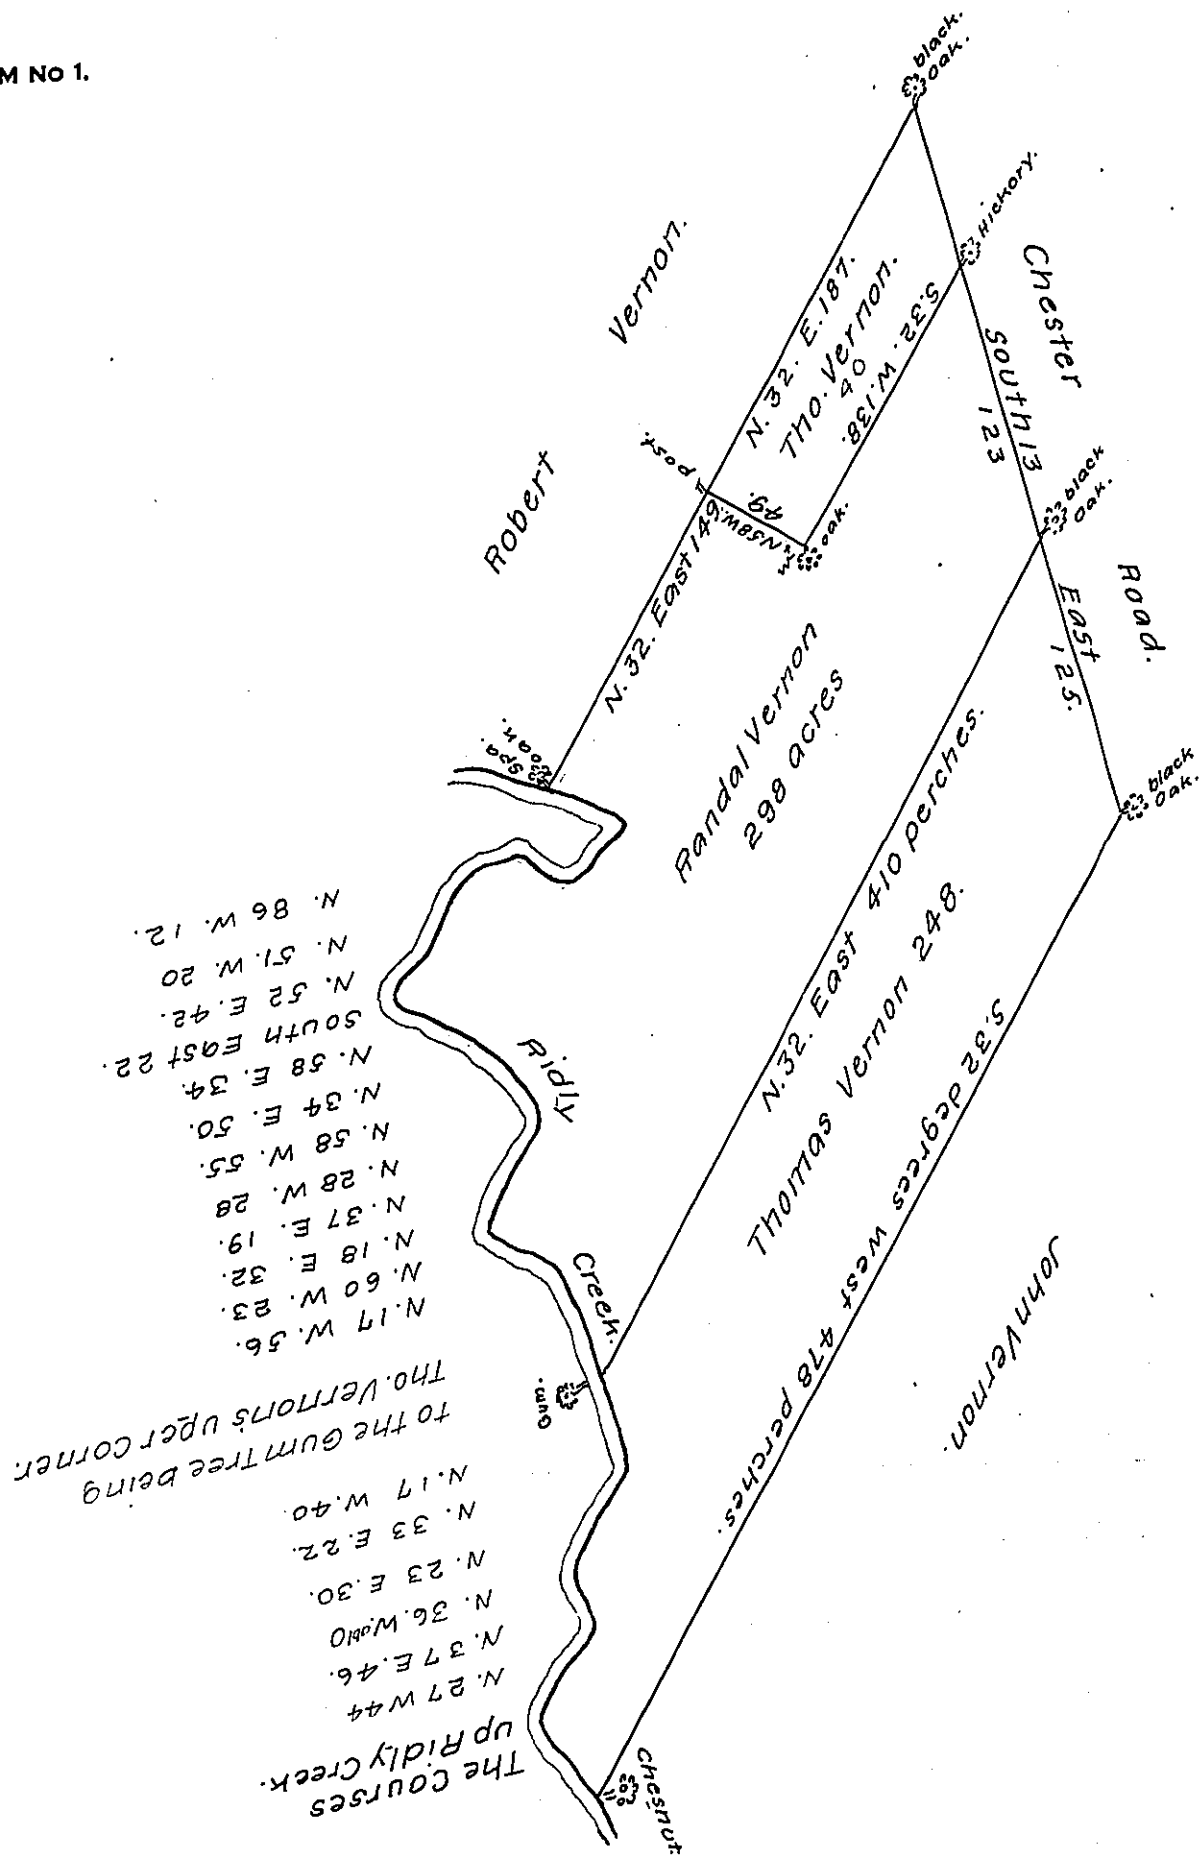 M No 1.
black.
Oak.
Hickory.
Chester
Vernon.
N. 32. E. 187.
Tho. Vernon.
40
S. 32. W. 138.
South 13
123
post.
Robert
N 58 W.
49.
oak.
black
Oak.
Road.
East
125.
N. 32. East 149
Spa.
oak.
Randal Vernon
298 acres
black
Oak.
N. 32. East 410 perches.
Thomas Vernon 248.
S. 32 degrees west 478 perches.
John Vernon.
Ridly
Creek.
Gum.
Chesnut
The Courses
up Ridly Creek.
N. 27 W 44
N. 37 E. 46.
N. 36. W. 10
N. 23 E. 30.
N. 33 E. 22.
N. 17 W. 40.
to the Gum Tree being
Tho. Vernon's uper Corner.
N. 17 W. 56.
N. 60 W. 23.
N. 18 E. 32.
N. 37 E. 19.
N. 28 W. 28
N. 58 W. 55.
N. 34 E. 50.
N. 58 E. 34.
South East 22.
N. 52 E. 42.
N. 51. W. 20
N. 86 W. 12.